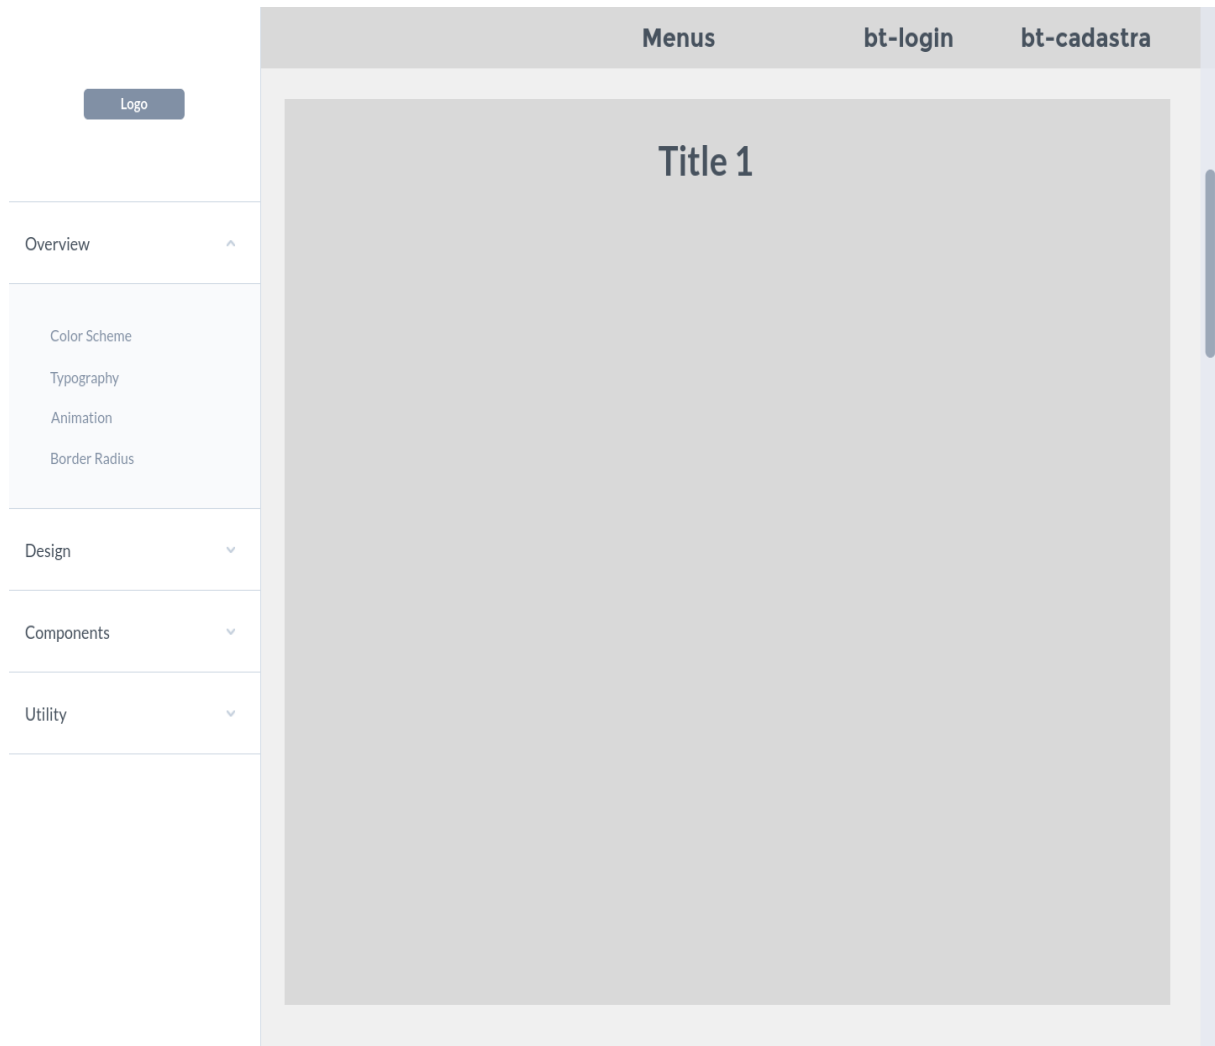 Menus
bt-login
bt-cadastra
Logo
Title 1
Overview
Color Scheme
Typography
Animation
Border Radius
Design
Components
Utility